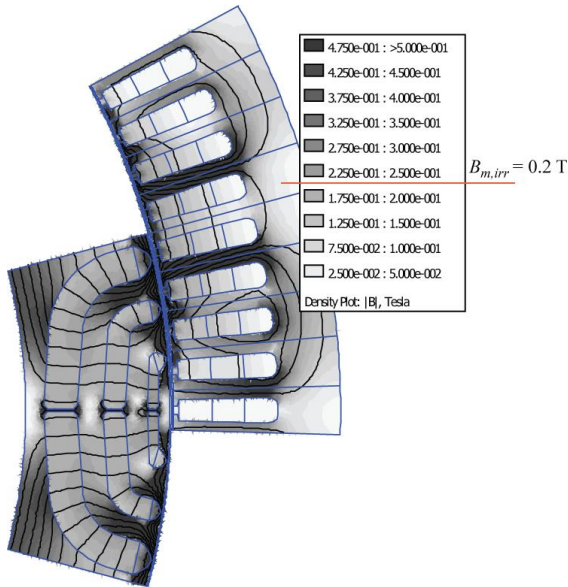 4.750e-001 : >5.000e-001
4.250e-001 : 4.500e-001
3.750e-001 : 4.000e-001
3.250e-001 : 3.500e-001
2.750e-001 : 3.000e-001
2.250e-001 : 2.500e-001
B_{m,irr} = 0.2 T
1.750e-001 : 2.000e-001
1.250e-001 : 1.500e-001
7.500e-002 : 1.000e-001
2.500e-002 : 5.000e-002
Density Plot: |B|, Tesla